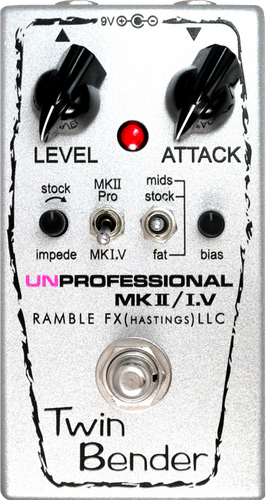 9V
LEVEL ATTACK
stock MKII Pro mids stock
impede MKI.V fat bias
UNPROFESSIONAL
MKII/I.V
RAMBLE FX(HASTINGS)LLC
Twin
Bender